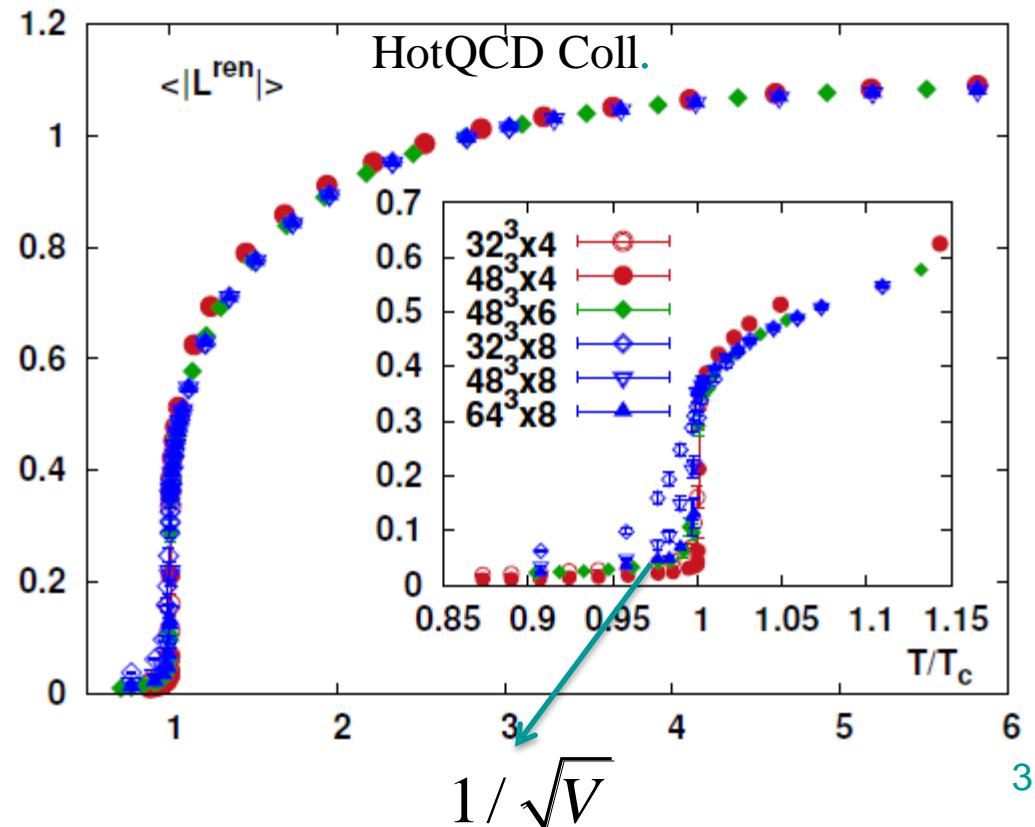 HotQCD Coll.
<|L^ren|>
1.2
1
0.8
0.6
0.4
0.2
0
1
2
3
4
5
6
0.7
0.6
0.5
0.4
0.3
0.2
0.1
0
32^3x4
48^3x4
48^3x6
32^3x8
48^3x8
64^3x8
0.85
0.9
0.95
1
1.05
1.1
1.15
T/T_c
1/√V
3